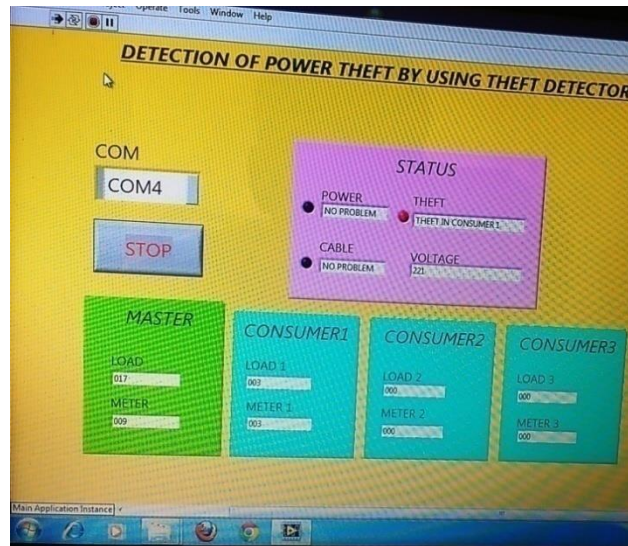 Operate Tools Window Help
DETECTION OF POWER THEFT BY USING THEFT DETECTOR
COM
COM4
STOP
STATUS
POWER
NO PROBLEM
THEFT
THEFT IN CONSUMER 1
CABLE
NO PROBLEM
VOLTAGE
221
MASTER
LOAD
017
METER
009
CONSUMER1
LOAD 1
003
METER 1
003
CONSUMER2
LOAD 2
000
METER 2
000
CONSUMER3
LOAD 3
000
METER 3
000
Main Application Instance